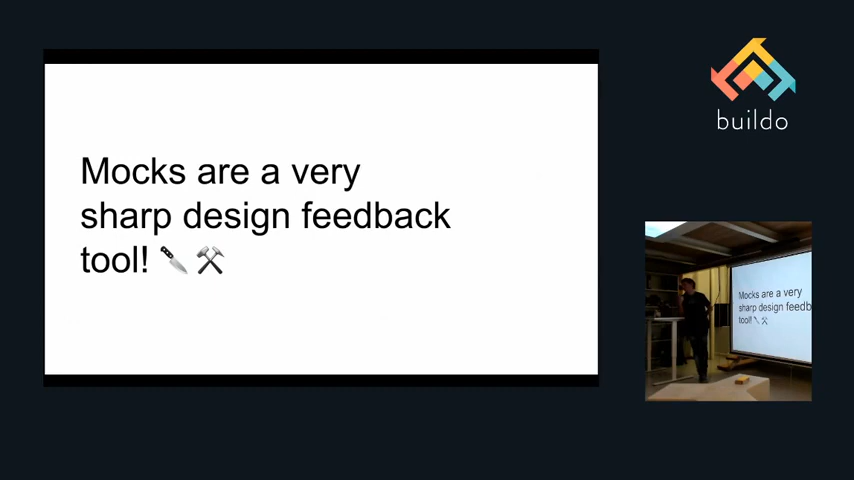 Mocks are a very
sharp design feedback
tool! 🔪⚒
buildo
Mocks are a very
sharp design feedb
tool! 🔪⚒